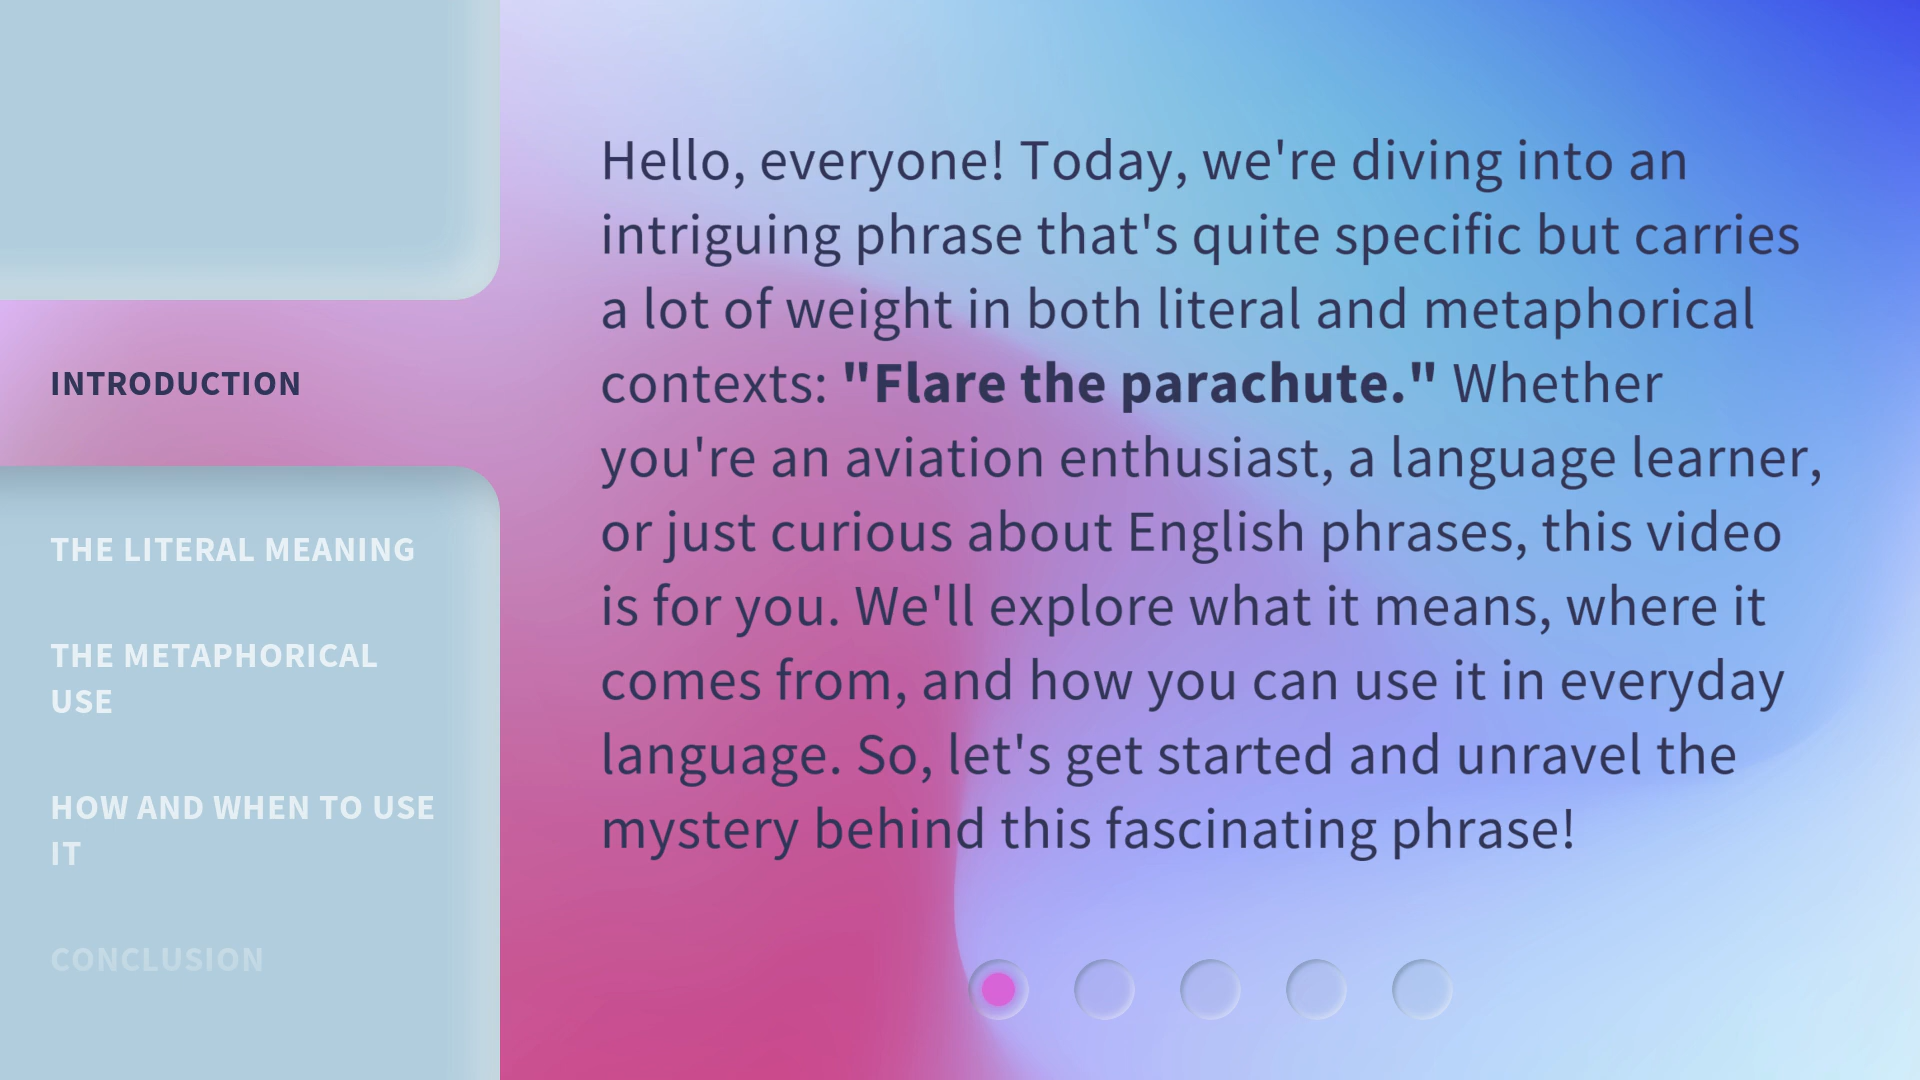 INTRODUCTION
THE LITERAL MEANING
THE METAPHORICAL
USE
HOW AND WHEN TO USE
IT
CONCLUSION
Hello, everyone! Today, we're diving into an
intriguing phrase that's quite specific but carries
a lot of weight in both literal and metaphorical
contexts: "Flare the parachute." Whether
you're an aviation enthusiast, a language learner,
or just curious about English phrases, this video
is for you. We'll explore what it means, where it
comes from, and how you can use it in everyday
language. So, let's get started and unravel the
mystery behind this fascinating phrase!